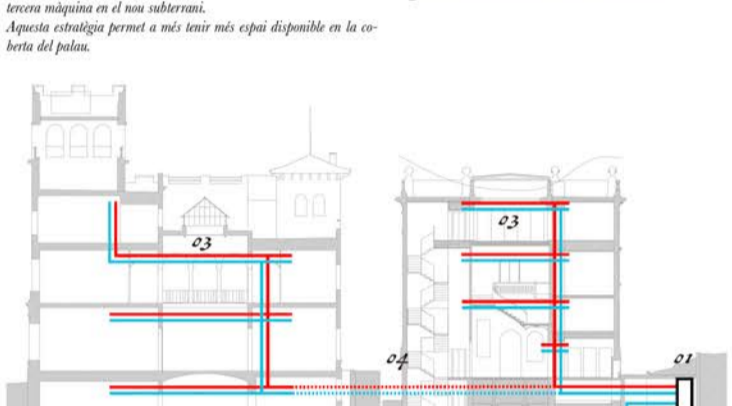 tercera màquina en el nou subterrani.
Aquesta estratègia permet a més tenir més espai disponible en la co-
berta del palau.
03
03
04
01